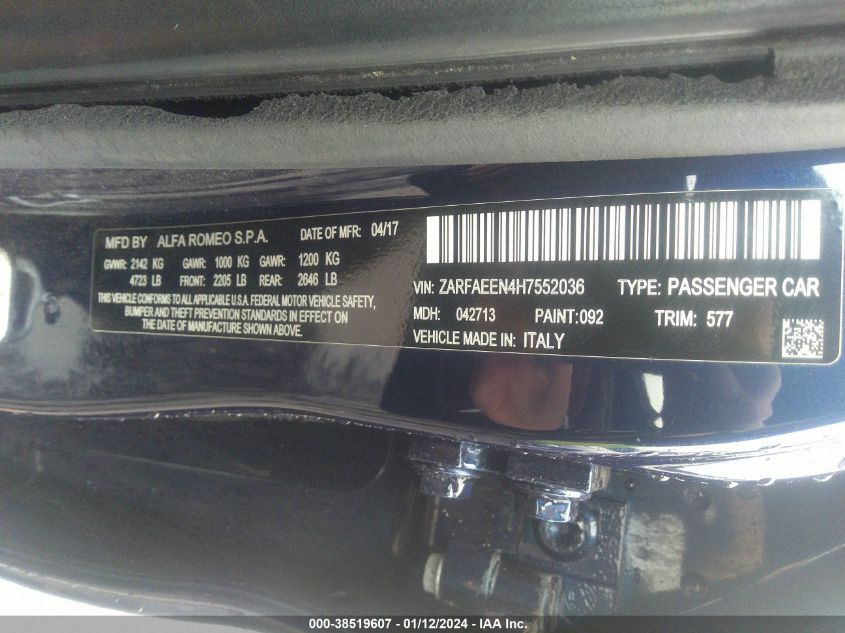 MFD BY ALFA ROMEO S.P.A. DATE OF MFR: 04/17
GVWR: 2142 KG GAWR: 1000 KG GAWR: 1200 KG
4723 LB FRONT: 2205 LB REAR: 2646 LB
THIS VEHICLE CONFORMS TO ALL APPLICABLE U.S.A. FEDERAL MOTOR VEHICLE SAFETY,
BUMPER AND THEFT PREVENTION STANDARDS IN EFFECT ON
THE DATE OF MANUFACTURE SHOWN ABOVE.
VIN: ZARFAEEN4H7552036 TYPE: PASSENGER CAR
MDH: 042713 PAINT:092 TRIM: 577
VEHICLE MADE IN: ITALY
000-38519607 - 01/12/2024 - IAA Inc.